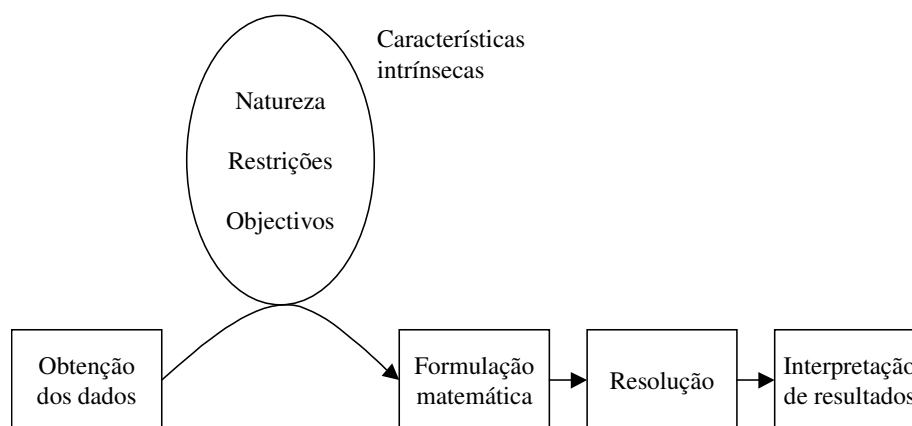 Características
intrínsecas
Natureza
Restrições
Objectivos
Obtenção
dos dados
Formulação
matemática
Resolução
Interpretação
de resultados